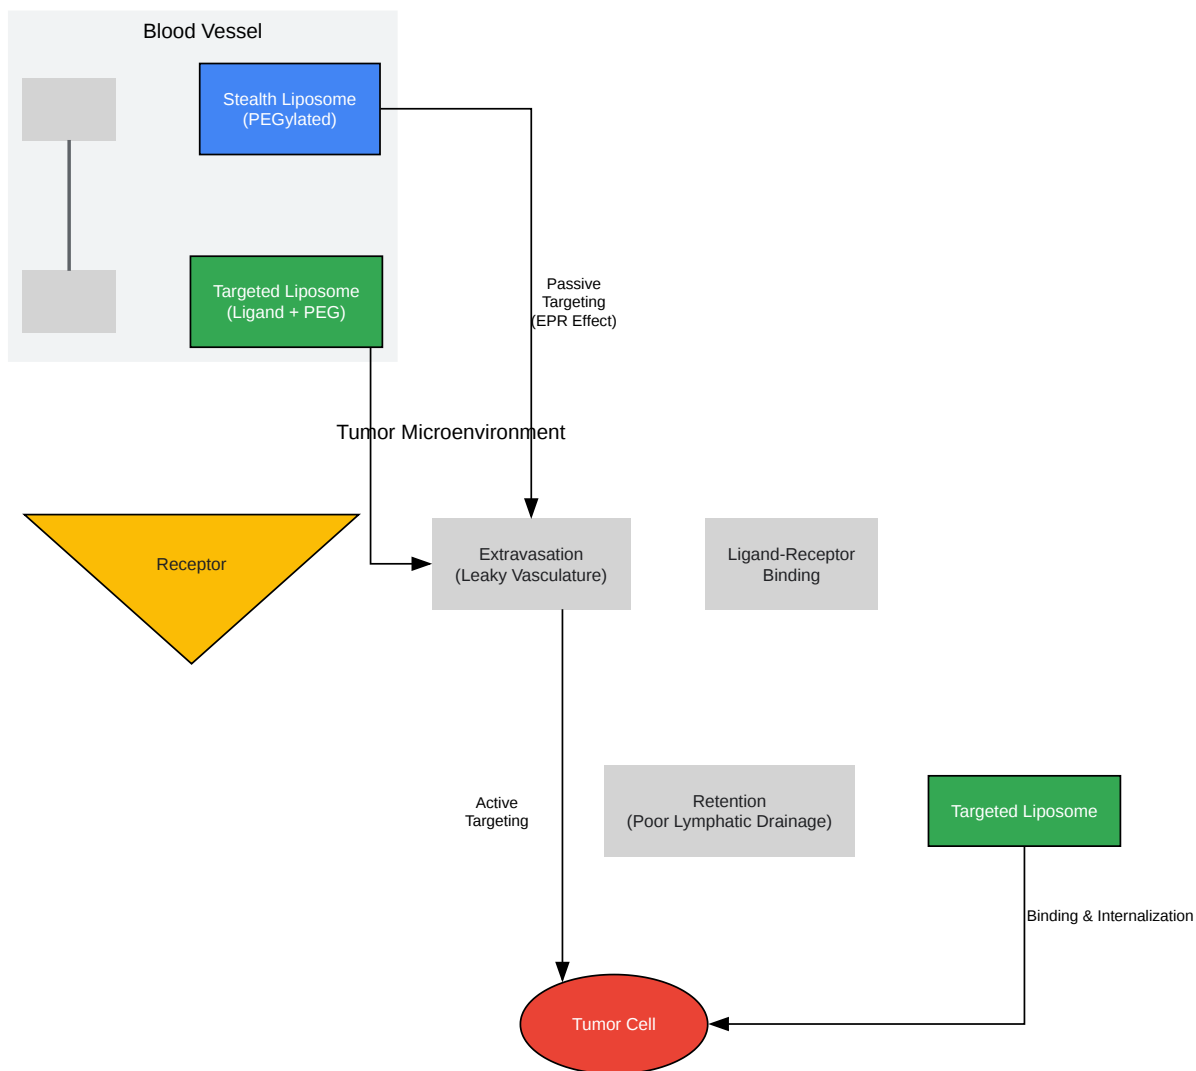 Blood Vessel
Stealth Liposome
(PEGylated)
Targeted Liposome
(Ligand + PEG)
Passive
Targeting
(EPR Effect)
Tumor Microenvironment
Receptor
Extravasation
(Leaky Vasculature)
Ligand-Receptor
Binding
Active
Targeting
Retention
(Poor Lymphatic Drainage)
Targeted Liposome
Binding & Internalization
Tumor Cell